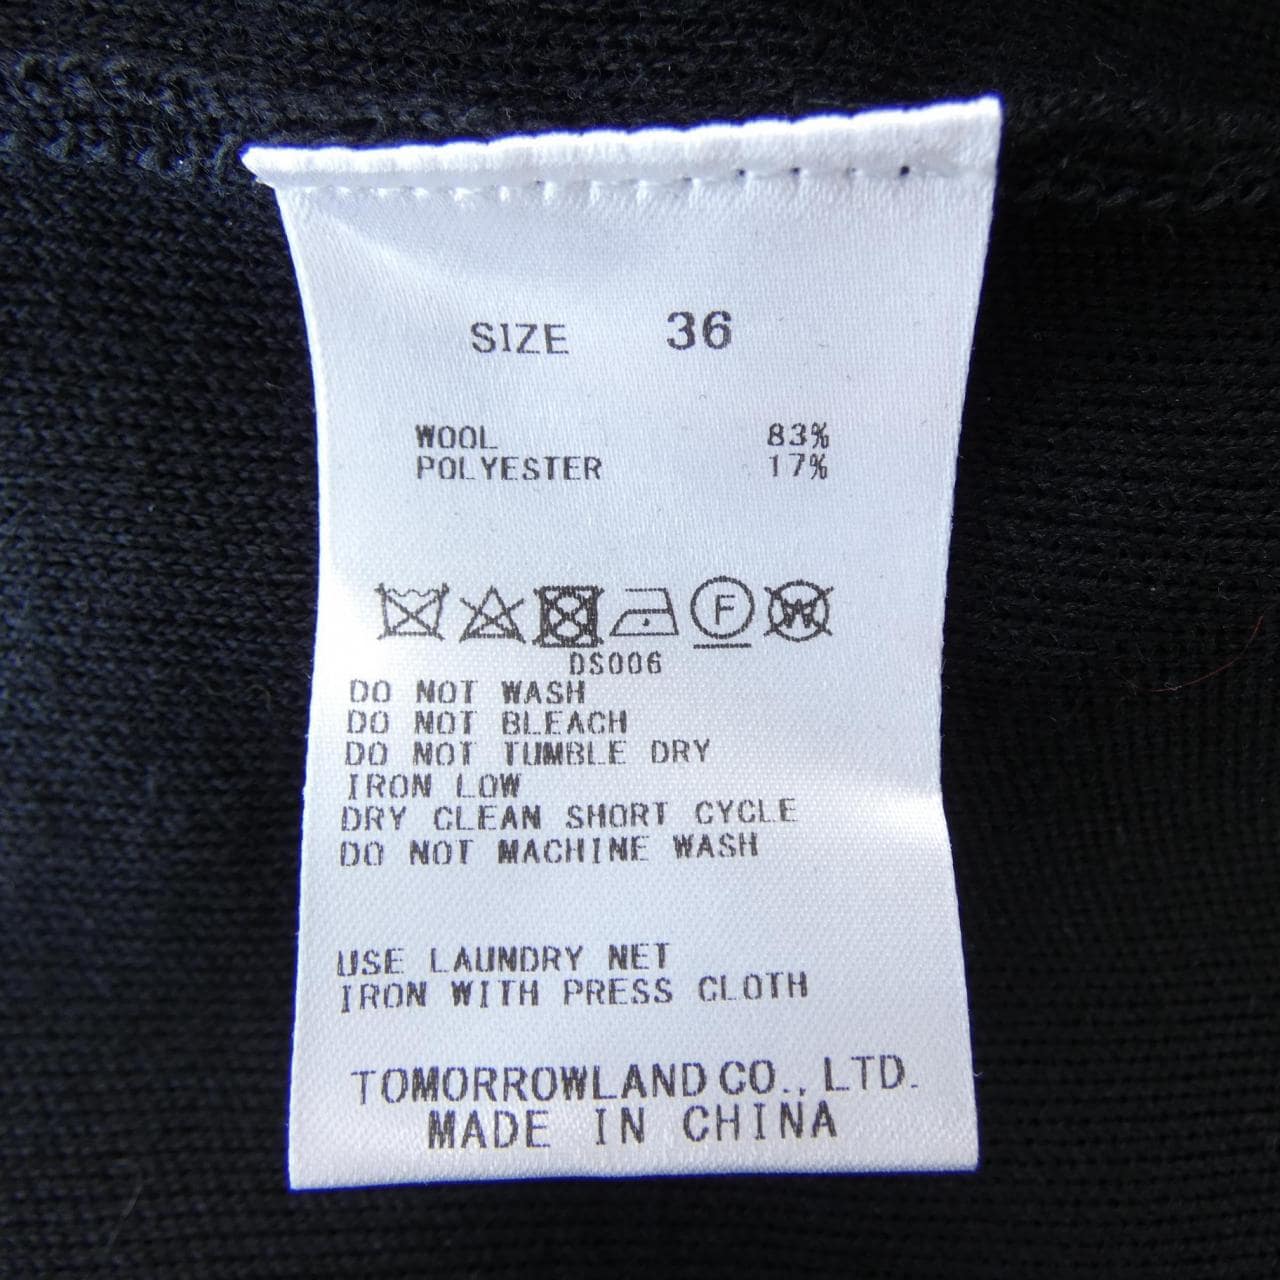 SIZE 36
WOOL 83%
POLYESTER 17%
F W
DS006
DO NOT WASH
DO NOT BLEACH
DO NOT TUMBLE DRY
IRON LOW
DRY CLEAN SHORT CYCLE
DO NOT MACHINE WASH
USE LAUNDRY NET
IRON WITH PRESS CLOTH
TOMORROWLAND CO., LTD.
MADE IN CHINA